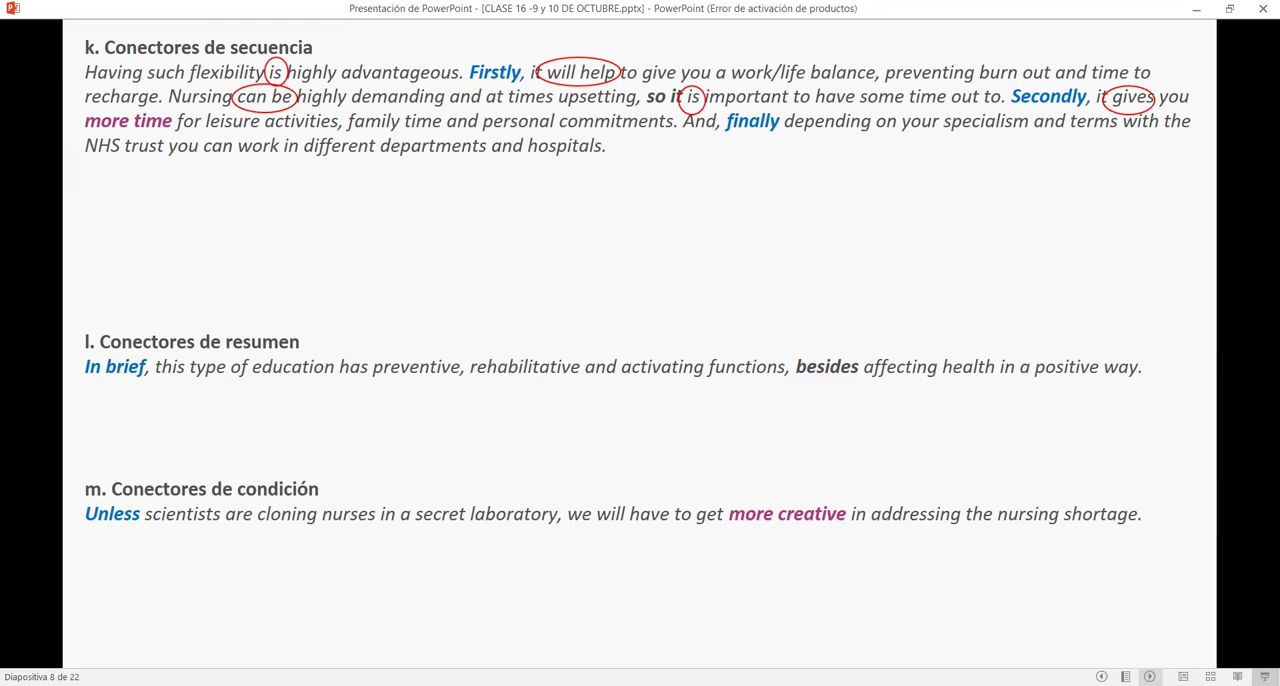 Presentación de PowerPoint - [CLASE 16 -9 y 10 DE OCTUBRE.pptx] - PowerPoint (Error de activación de productos)
k. Conectores de secuencia
Having such flexibility is highly advantageous. Firstly, it will help to give you a work/life balance, preventing burn out and time to
recharge. Nursing can be highly demanding and at times upsetting, so it is important to have some time out to. Secondly, it gives you
more time for leisure activities, family time and personal commitments. And, finally depending on your specialism and terms with the
NHS trust you can work in different departments and hospitals.
l. Conectores de resumen
In brief, this type of education has preventive, rehabilitative and activating functions, besides affecting health in a positive way.
m. Conectores de condición
Unless scientists are cloning nurses in a secret laboratory, we will have to get more creative in addressing the nursing shortage.
Diapositiva 8 de 22